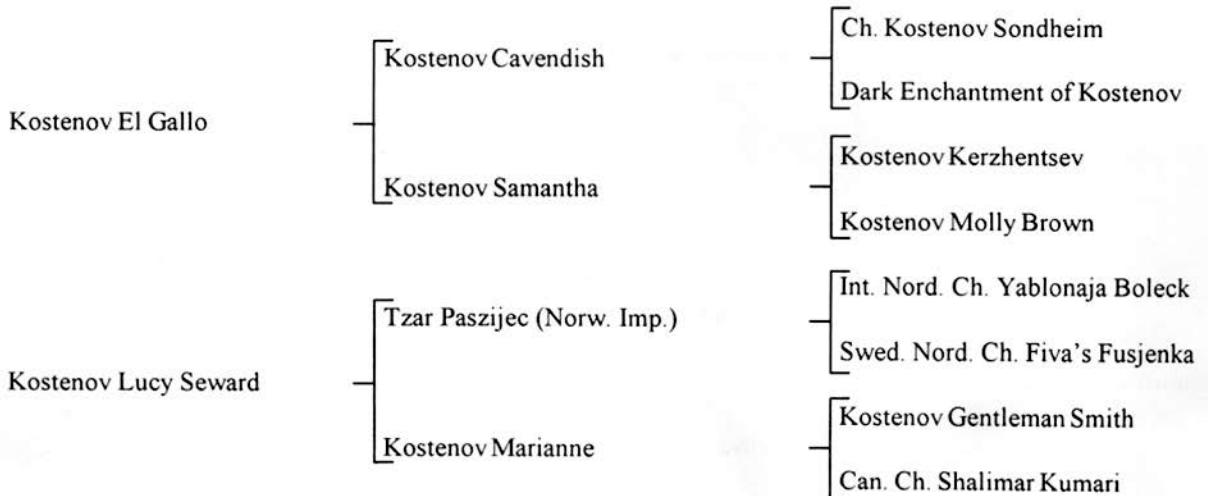 Ch. Kostenov Sondheim
Kostenov Cavendish
Dark Enchantment of Kostenov
Kostenov El Gallo
Kostenov Kerzhentsev
Kostenov Samantha
Kostenov Molly Brown
Int. Nord. Ch. Yablonaja Boleck
Tzar Paszijec (Norw. Imp.)
Swed. Nord. Ch. Fiva's Fusjenka
Kostenov Lucy Seward
Kostenov Gentleman Smith
Kostenov Marianne
Can. Ch. Shalimar Kumari